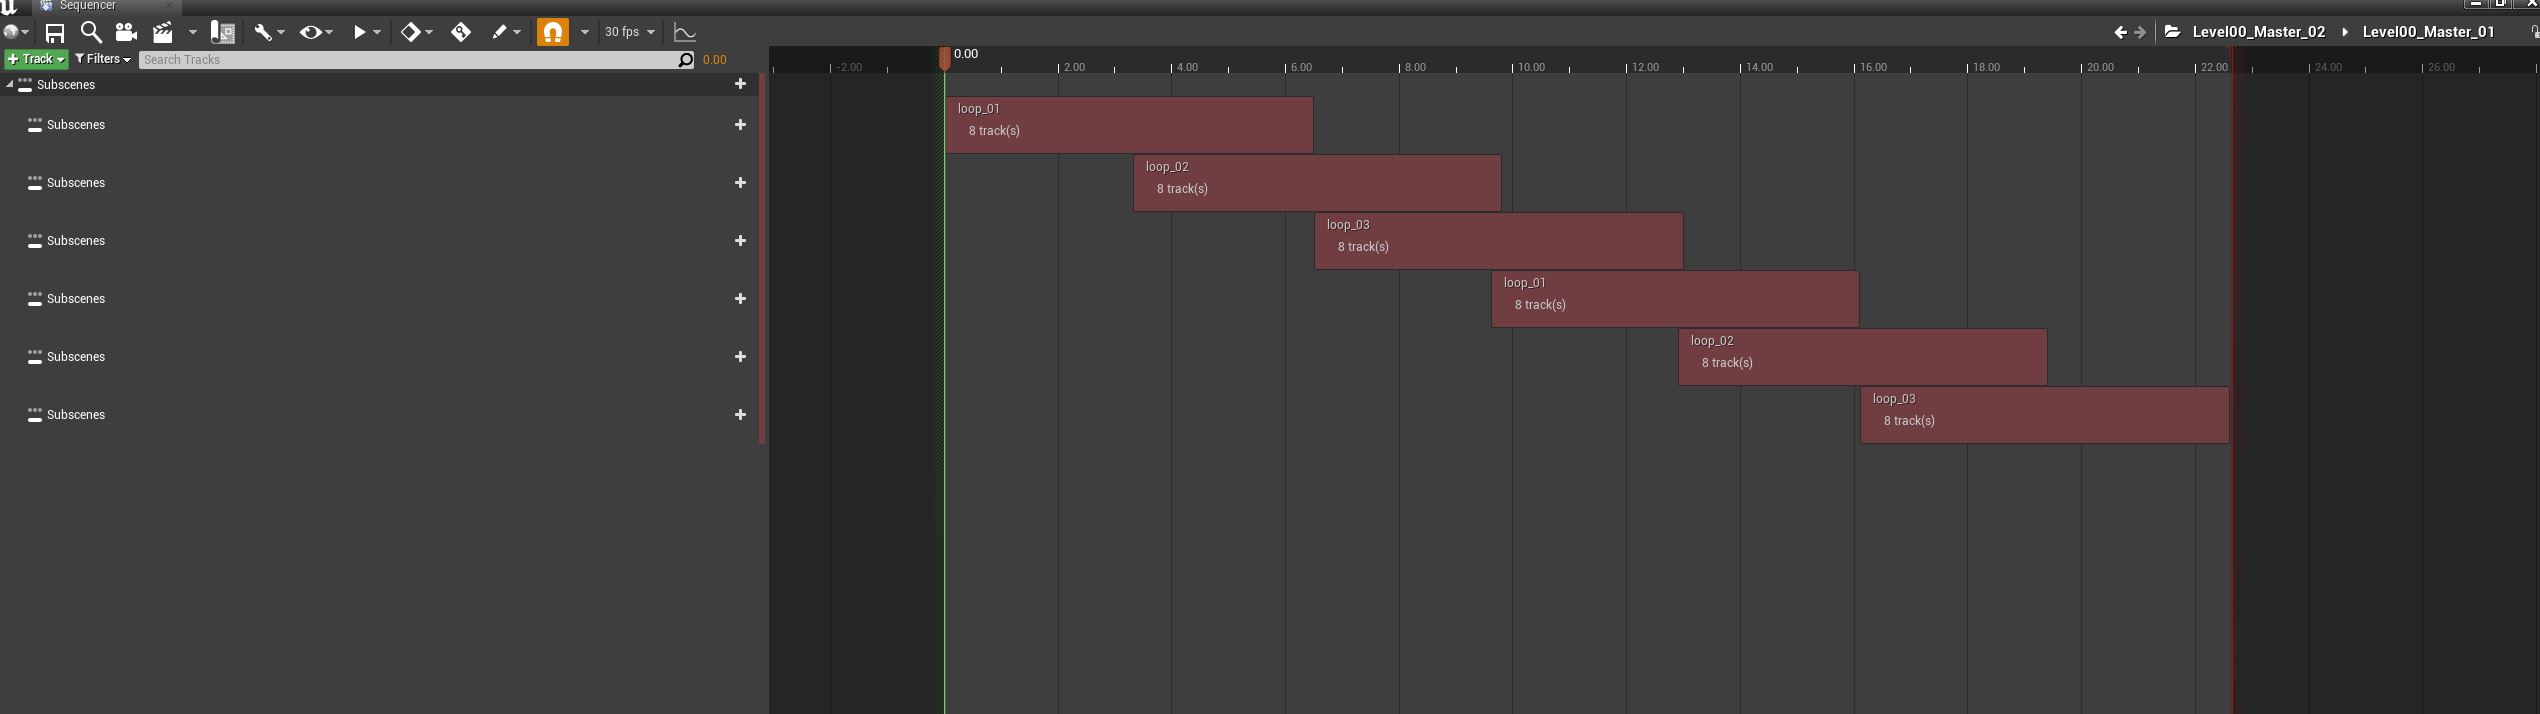 Sequencer
30 fps
Level00_Master_02 Level00_Master_01
Track Filters Search Tracks 0.00
0.00
-2.00 2.00 4.00 6.00 8.00 10.00 12.00 14.00 16.00 18.00 20.00 22.00 24.00 26.00
Subscenes
loop_01
Subscenes
8 track(s)
loop_02
Subscenes
8 track(s)
loop_03
Subscenes
8 track(s)
loop_01
Subscenes
8 track(s)
loop_02
Subscenes
8 track(s)
loop_03
Subscenes
8 track(s)